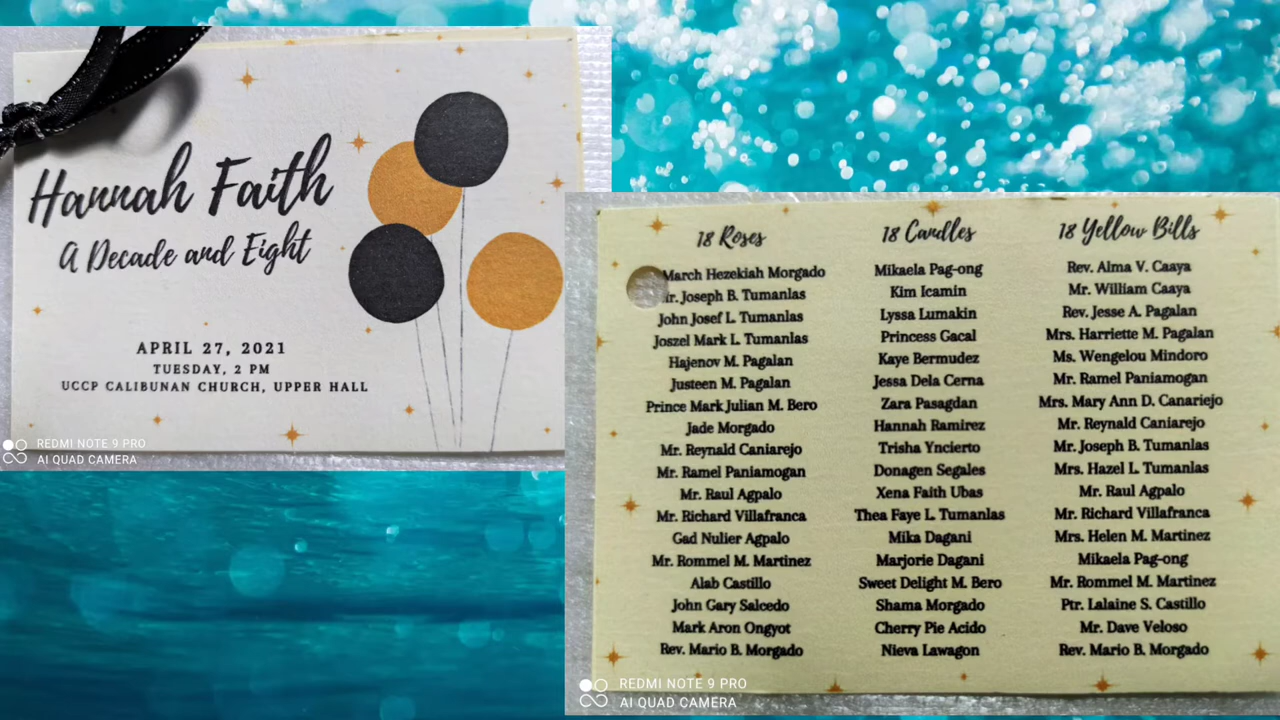 Hannah Faith
A Decade and Eight
APRIL 27, 2021
TUESDAY, 2 PM
UCCP CALIBUNAN CHURCH, UPPER HALL
REDMI NOTE 9 PRO
AI QUAD CAMERA
18 Roses
March Hezekiah Morgado
Joseph B. Tumanlas
John Josef L. Tumanlas
Joszel Mark L. Tumanlas
Hajenov M. Pagalan
Justeen M. Pagalan
Prince Mark Julian M. Bero
Jade Morgado
Mr. Reynald Caniarejo
Mr. Ramel Paniamogan
Mr. Raul Agpalo
Mr. Richard Villafranca
Gad Nulier Agpalo
Mr. Rommel M. Martinez
Alab Castillo
John Gary Salcedo
Mark Aron Ongyot
Rev. Mario B. Morgado
18 Candles
Mikaela Pag-ong
Kim Icamin
Lyssa Lumakin
Princess Gacal
Kaye Bermudez
Jessa Dela Cerna
Zara Pasagdan
Hannah Ramirez
Trisha Yncierto
Donagen Segales
Xena Faith Ubas
Thea Faye L. Tumanlas
Mika Dagani
Marjorie Dagani
Sweet Delight M. Bero
Shama Morgado
Cherry Pie Acido
Nieva Lawagon
18 Yellow Bills
Rev. Alma V. Caaya
Mr. William Caaya
Rev. Jesse A. Pagalan
Mrs. Harriette M. Pagalan
Ms. Wengelou Mindoro
Mr. Ramel Paniamogan
Mrs. Mary Ann D. Canariejo
Mr. Reynald Caniarejo
Mr. Joseph B. Tumanlas
Mrs. Hazel L. Tumanlas
Mr. Raul Agpalo
Mr. Richard Villafranca
Mrs. Helen M. Martinez
Mikaela Pag-ong
Mr. Rommel M. Martinez
Ptr. Lalaine S. Castillo
Mr. Dave Veloso
Rev. Mario B. Morgado
REDMI NOTE 9 PRO
AI QUAD CAMERA